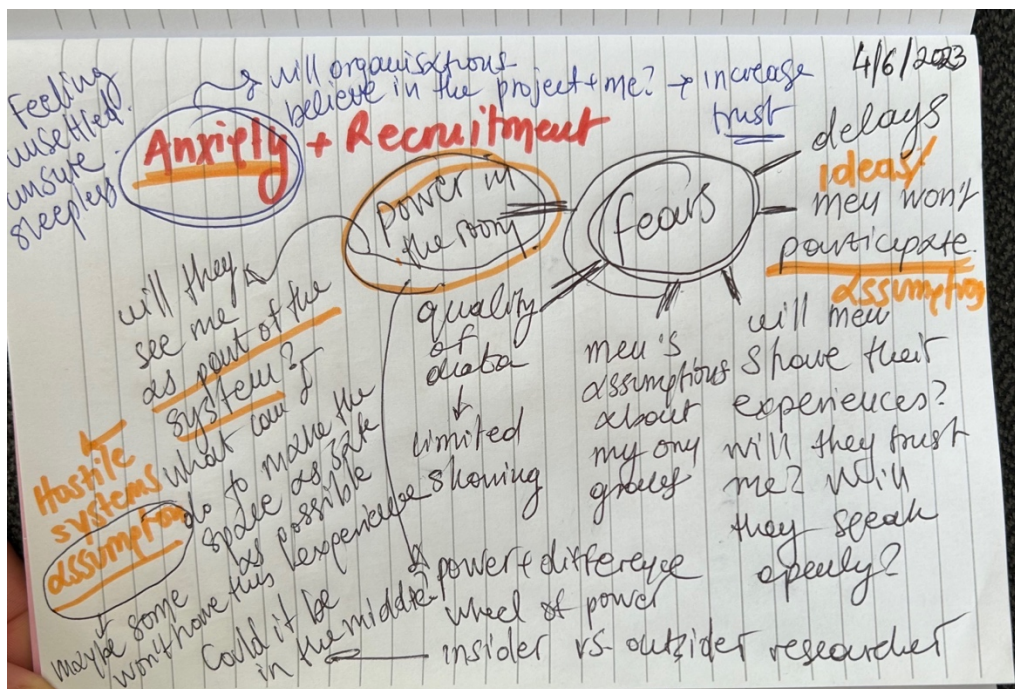 4/6/2023
Feeling
unsettled.
unsure
sleepless
will organisations
believe in the project + me? → increase
trust
Anxiety + Recruitment
Power in
the room
fears
delays
ideas/
men won't
participate.
assumption
will they
see me
as part of the
system?
what can I
do to make the
space as safe
as possible
Hostile
systems
assumption
maybe some
won't have this experience
Could it be
in the middle?
quality
of
data
↓
limited
sharing
men's
assumptions
about
my
groups
will men
share their
experiences?
will they trust
me? Will
they speak
openly?
power + difference
wheel of power
insider vs. outsider researcher